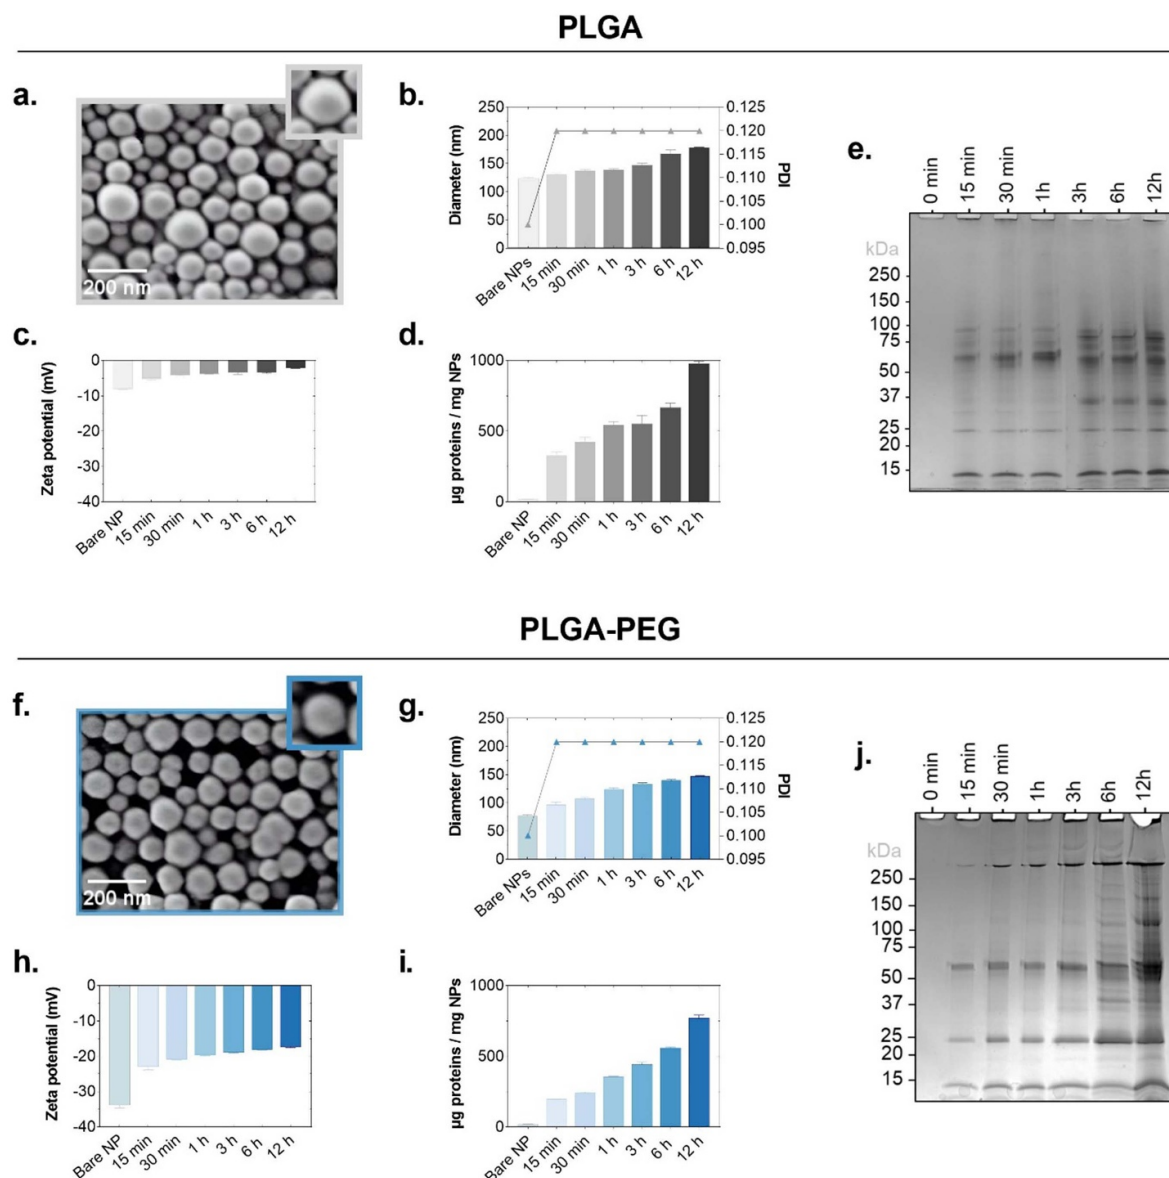 PLGA
a.
200 nm
b.
Diameter (nm)
250
200
150
100
50
0
0.125
0.120
0.115
0.110
0.105
0.100
0.095
PDI
Bare NPs
15 min
30 min
1 h
3 h
6 h
12 h
c.
Zeta potential (mV)
0
-10
-20
-30
-40
Bare NP
15 min
30 min
1 h
3 h
6 h
12 h
d.
µg proteins / mg NPs
1000
500
0
Bare NP
15 min
30 min
1 h
3 h
6 h
12 h
e.
0 min
15 min
30 min
1h
3h
6h
12h
kDa
250
150
100
75
50
37
25
20
15
PLGA-PEG
f.
200 nm
g.
Diameter (nm)
250
200
150
100
50
0
0.125
0.120
0.115
0.110
0.105
0.100
0.095
PDI
Bare NPs
15 min
30 min
1 h
3 h
6 h
12 h
h.
Zeta potential (mV)
0
-10
-20
-30
-40
Bare NP
15 min
30 min
1 h
3 h
6 h
12 h
i.
µg proteins / mg NPs
1000
500
0
Bare NP
15 min
30 min
1 h
3 h
6 h
12 h
j.
0 min
15 min
30 min
1h
3h
6h
12h
kDa
250
150
100
75
50
37
25
20
15